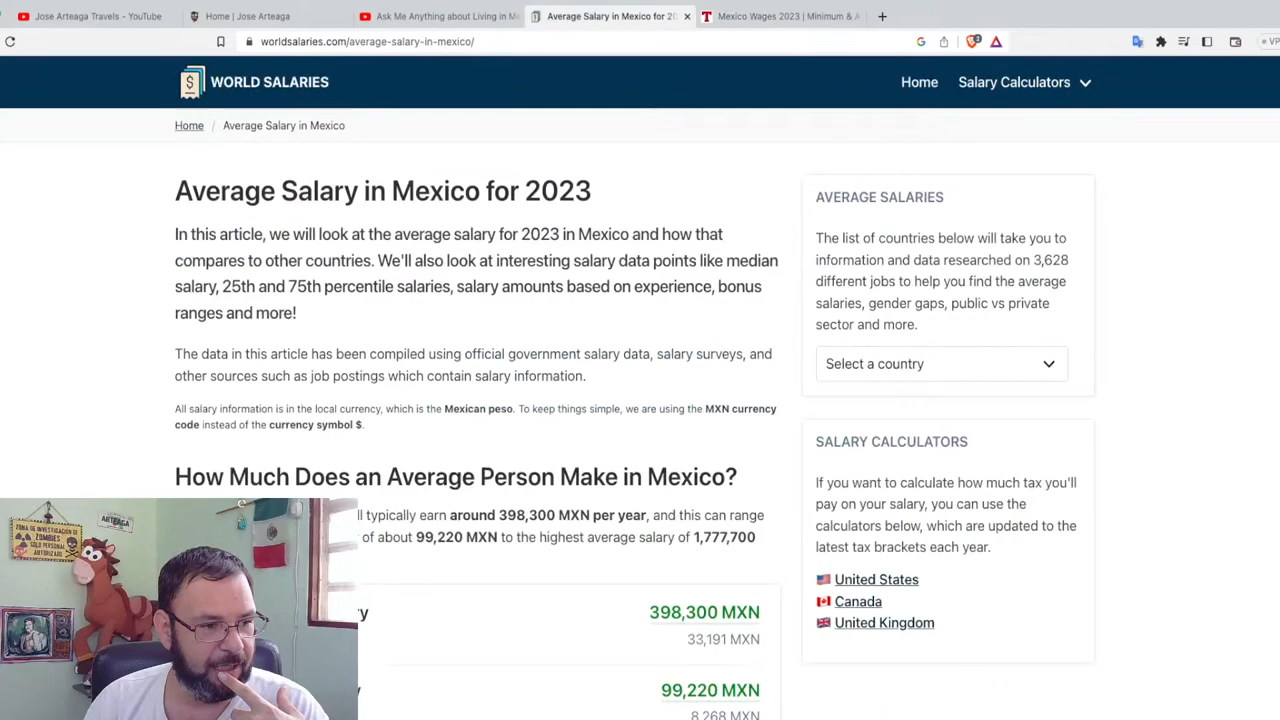 Jose Arteaga Travels - YouTube
Home | Jose Arteaga
Ask Me Anything about Living in M
Average Salary in Mexico for 20
Mexico Wages 2023 | Minimum & A
worldsalaries.com/average-salary-in-mexico/
VP
WORLD SALARIES
Home
Salary Calculators
Home / Average Salary in Mexico
Average Salary in Mexico for 2023
In this article, we will look at the average salary for 2023 in Mexico and how that
compares to other countries. We'll also look at interesting salary data points like median
salary, 25th and 75th percentile salaries, salary amounts based on experience, bonus
ranges and more!
The data in this article has been compiled using official government salary data, salary surveys, and
other sources such as job postings which contain salary information.
All salary information is in the local currency, which is the Mexican peso. To keep things simple, we are using the MXN currency
code instead of the currency symbol $.
How Much Does an Average Person Make in Mexico?
l typically earn around 398,300 MXN per year, and this can range
of about 99,220 MXN to the highest average salary of 1,777,700
y
398,300 MXN
33,191 MXN
y
99,220 MXN
8,268 MXN
AVERAGE SALARIES
The list of countries below will take you to
information and data researched on 3,628
different jobs to help you find the average
salaries, gender gaps, public vs private
sector and more.
Select a country
SALARY CALCULATORS
If you want to calculate how much tax you'll
pay on your salary, you can use the
calculators below, which are updated to the
latest tax brackets each year.
United States
Canada
United Kingdom
ZONA DE INVESTIGACIÓN DE
ZOMBIES
SOLO PERSONAL
AUTORIZADO
ARTEAGA